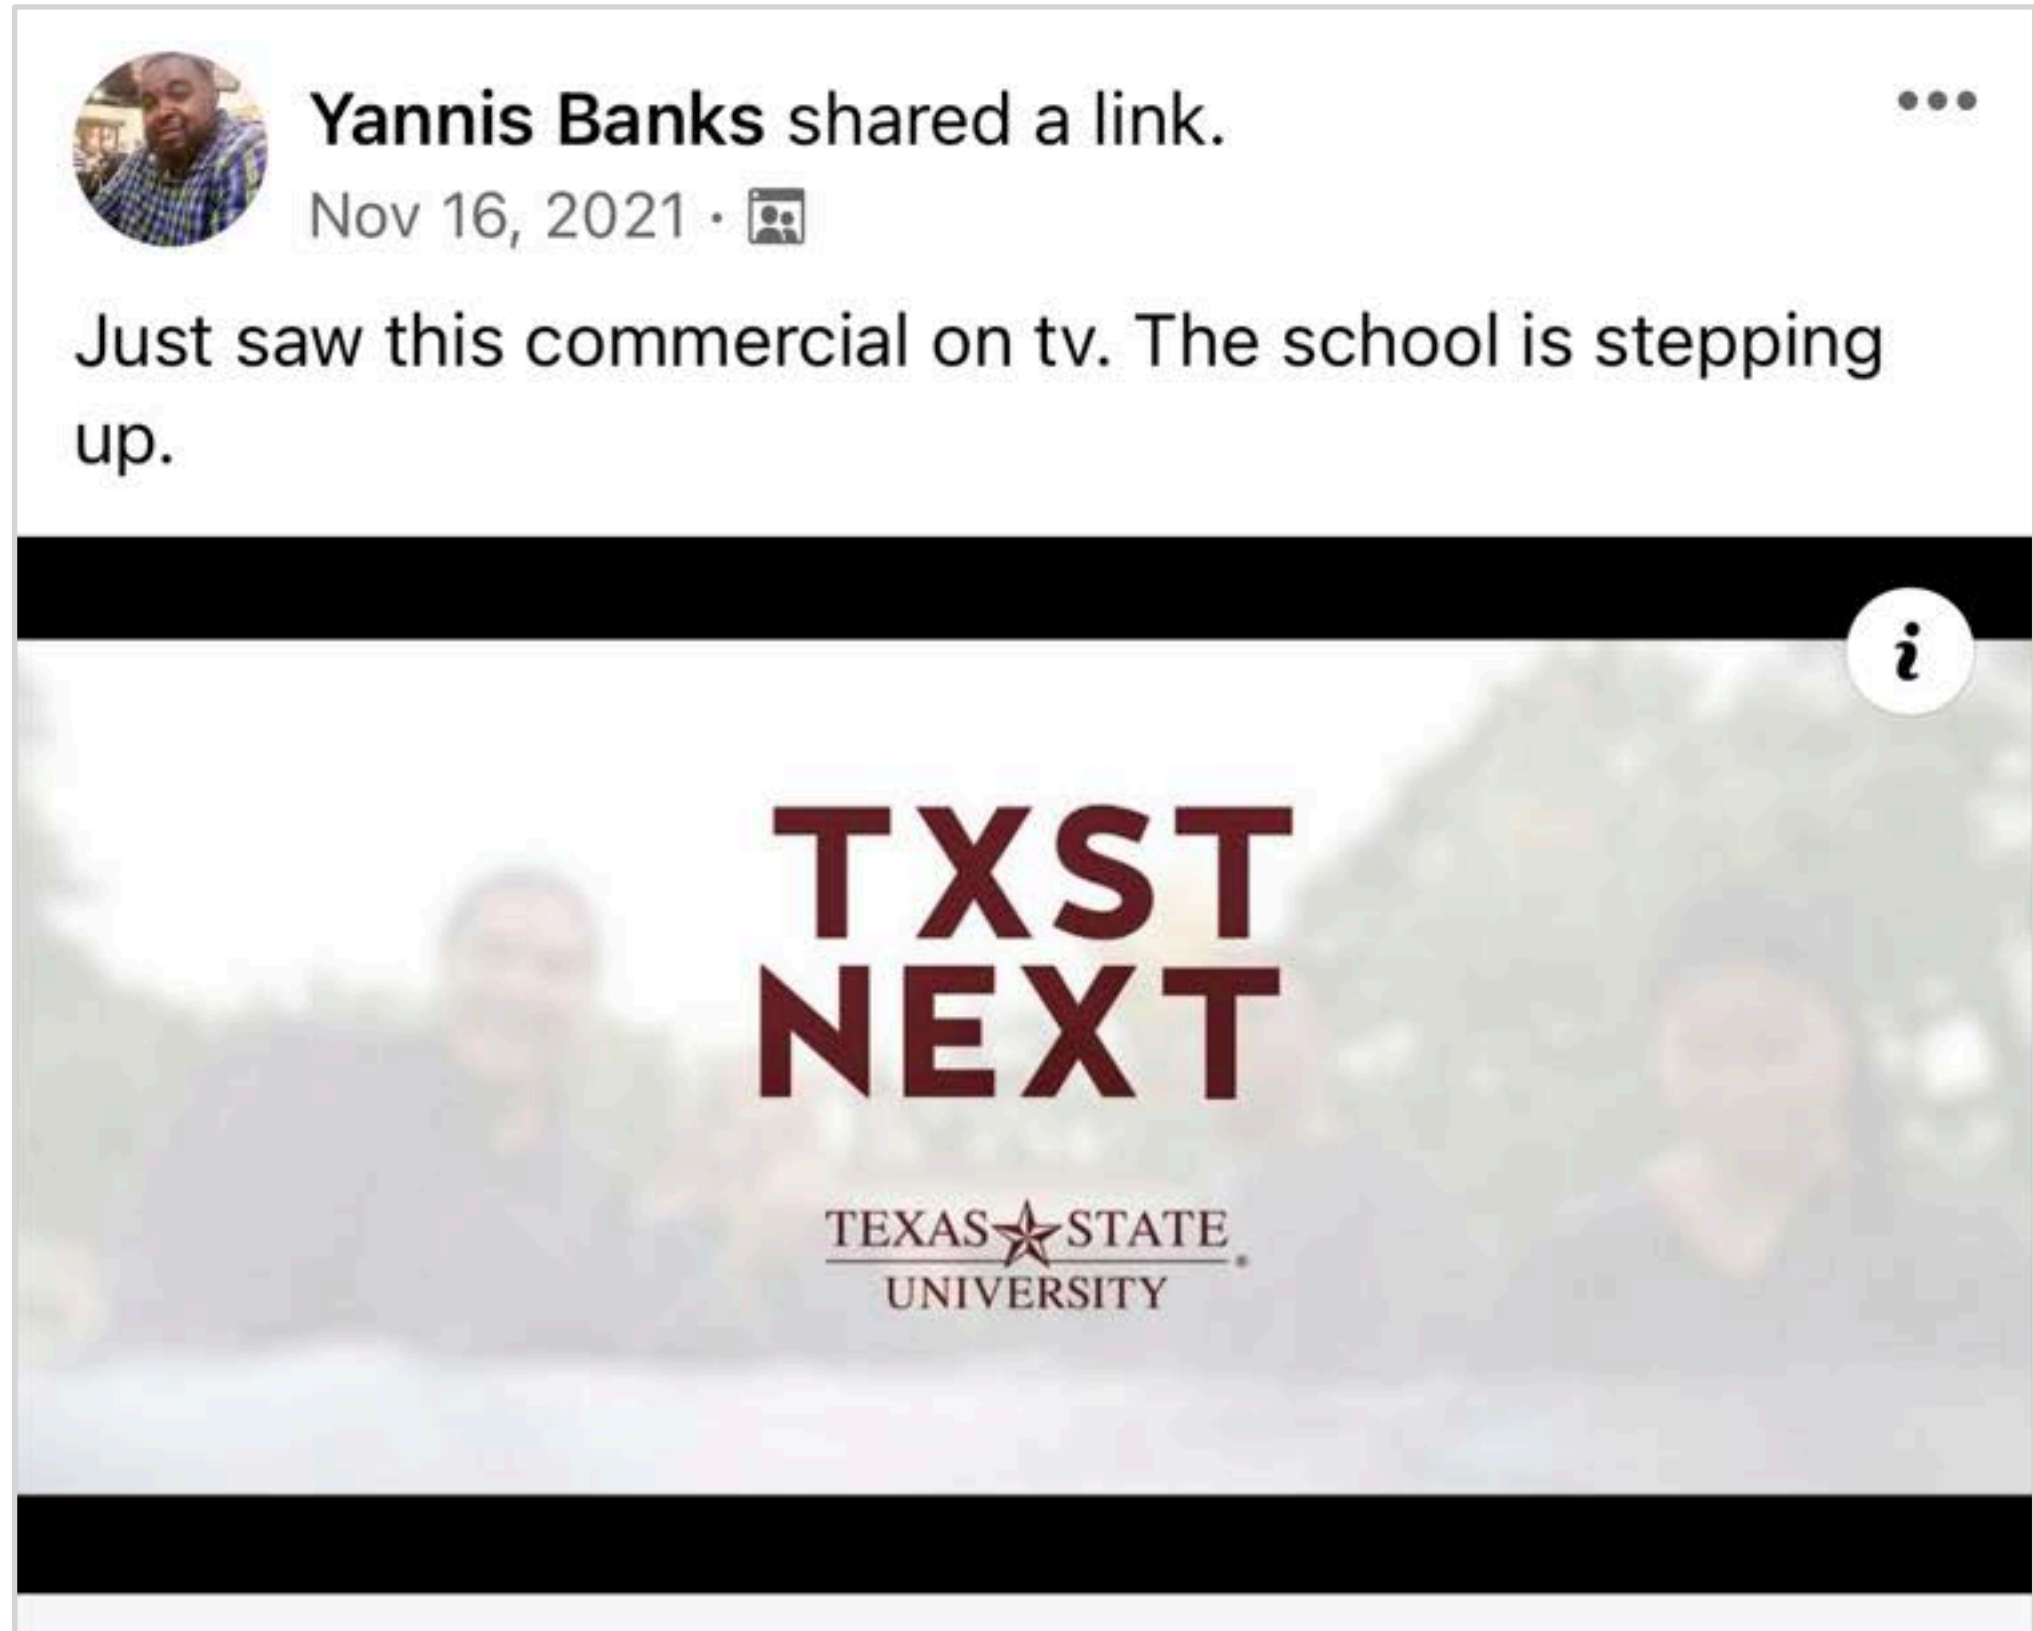 Yannis Banks shared a link.
Nov 16, 2021 ·
Just saw this commercial on tv. The school is stepping
up.
i
TXST
NEXT
TEXAS STATE
UNIVERSITY